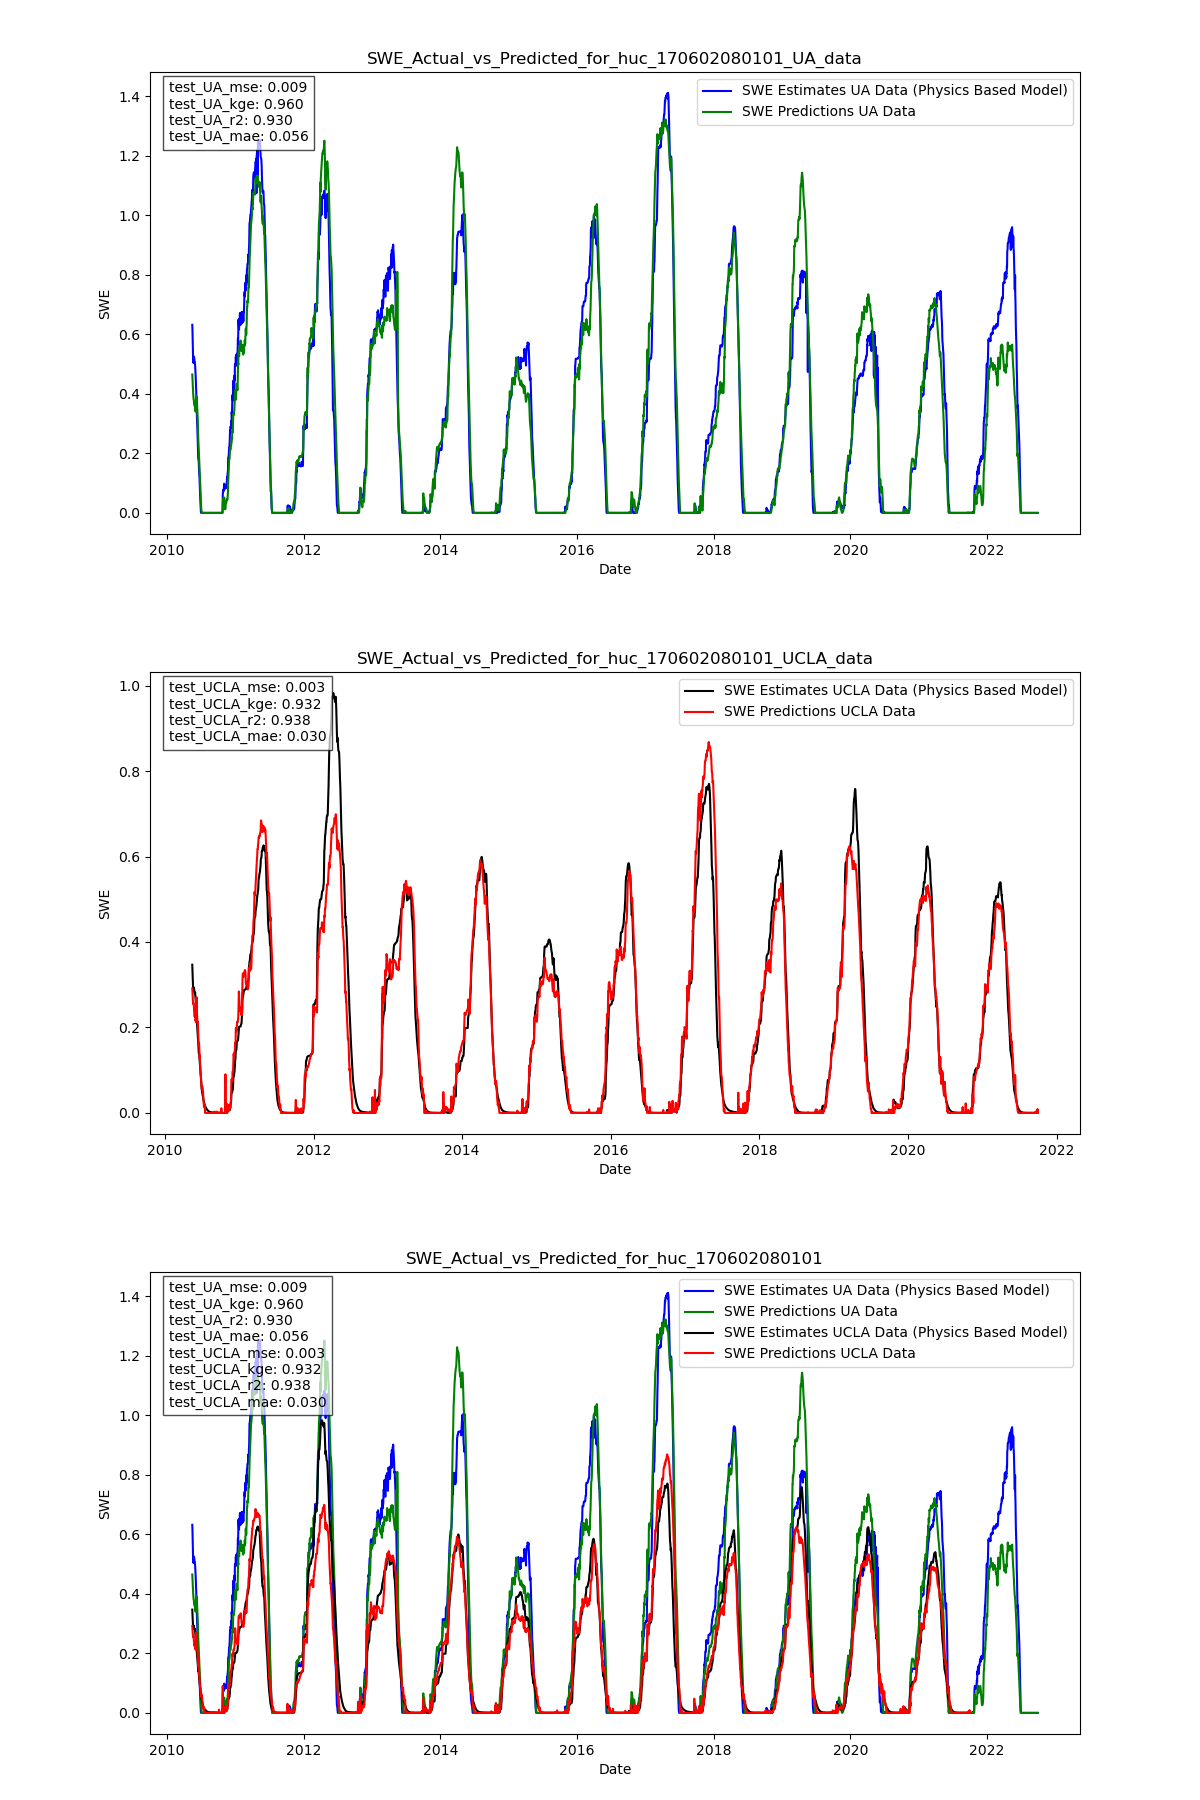 SWE_Actual_vs_Predicted_for_huc_170602080101_UA_data
test_UA_mse: 0.009
test_UA_kge: 0.960
test_UA_r2: 0.930
test_UA_mae: 0.056
SWE Estimates UA Data (Physics Based Model)
SWE Predictions UA Data
1.4
1.2
1.0
0.8
0.6
0.4
0.2
0.0
SWE
2010 2012 2014 2016 2018 2020 2022
Date
SWE_Actual_vs_Predicted_for_huc_170602080101_UCLA_data
test_UCLA_mse: 0.003
test_UCLA_kge: 0.932
test_UCLA_r2: 0.938
test_UCLA_mae: 0.030
SWE Estimates UCLA Data (Physics Based Model)
SWE Predictions UCLA Data
1.0
0.8
0.6
0.4
0.2
0.0
SWE
2010 2012 2014 2016 2018 2020 2022
Date
SWE_Actual_vs_Predicted_for_huc_170602080101
test_UA_mse: 0.009
test_UA_kge: 0.960
test_UA_r2: 0.930
test_UA_mae: 0.056
test_UCLA_mse: 0.003
test_UCLA_kge: 0.932
test_UCLA_r2: 0.938
test_UCLA_mae: 0.030
SWE Estimates UA Data (Physics Based Model)
SWE Predictions UA Data
SWE Estimates UCLA Data (Physics Based Model)
SWE Predictions UCLA Data
1.4
1.2
1.0
0.8
0.6
0.4
0.2
0.0
SWE
2010 2012 2014 2016 2018 2020 2022
Date